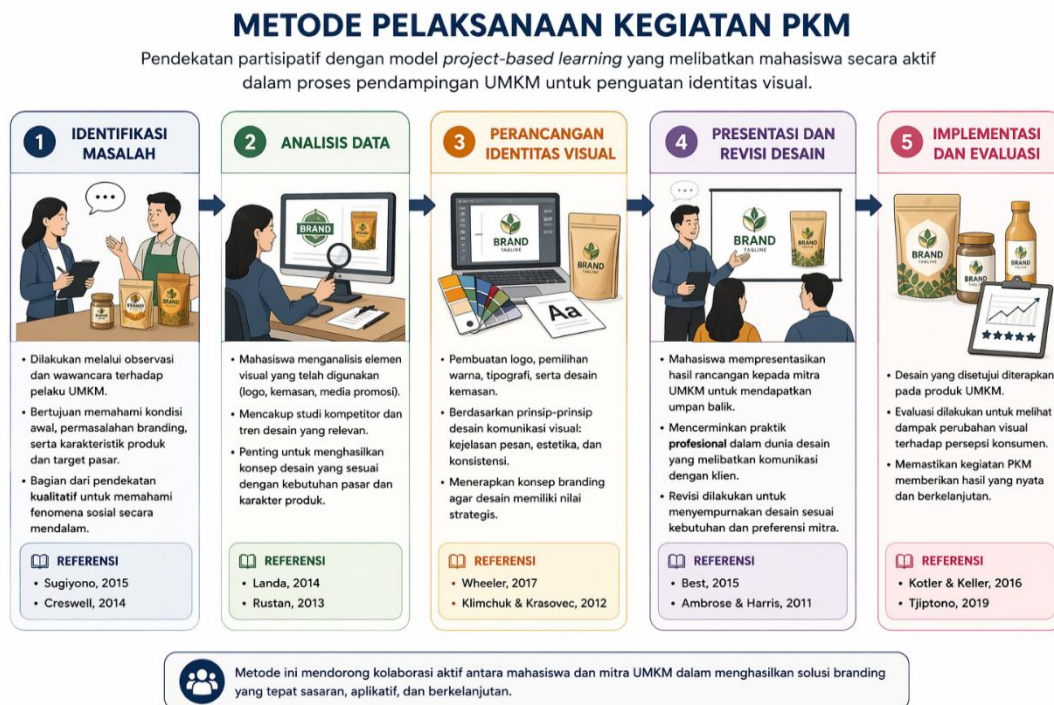 METODE PELAKSANAAN KEGIATAN PKM
Pendekatan partisipatif dengan model project-based learning yang melibatkan mahasiswa secara aktif
dalam proses pendampingan UMKM untuk penguatan identitas visual.
1
IDENTIFIKASI
MASALAH
• Dilakukan melalui observasi
dan wawancara terhadap
pelaku UMKM.
• Bertujuan memahami kondisi
awal, permasalahan branding,
serta karakteristik produk
dan target pasar.
• Bagian dari pendekatan
kualitatif untuk memahami
fenomena sosial secara
mendalam.
REFERENSI
• Sugiyono, 2015
• Creswell, 2014
2
ANALISIS DATA
BRAND
• Mahasiswa menganalisis elemen
visual yang telah digunakan
(logo, kemasan, media promosi).
• Mencakup studi kompetitor dan
tren desain yang relevan.
• Penting untuk menghasilkan
konsep desain yang sesuai
dengan kebutuhan pasar dan
karakter produk.
REFERENSI
• Landa, 2014
• Rustan, 2013
3
PERANCANGAN
IDENTITAS VISUAL
BRAND
TAGLINE
BRAND
Aa
• Pembuatan logo, pemilihan
warna, tipografi, serta desain
kemasan.
• Berdasarkan prinsip-prinsip
desain komunikasi visual:
kejelasan pesan, estetika, dan
konsistensi.
• Menerapkan konsep branding
agar desain memiliki nilai
strategis.
REFERENSI
• Wheeler, 2017
• Klimchuk & Krasovec, 2012
4
PRESENTASI DAN
REVISI DESAIN
BRAND
TAGLINE
BRAND
• Mahasiswa mempresentasikan
hasil rancangan kepada mitra
UMKM untuk mendapatkan
umpan balik.
• Mencerminkan praktik
profesional dalam dunia desain
yang melibatkan komunikasi
dengan klien.
• Revisi dilakukan untuk
menyempurnakan desain sesuai
kebutuhan dan preferensi mitra.
REFERENSI
• Best, 2015
• Ambrose & Harris, 2011
5
IMPLEMENTASI
DAN EVALUASI
BRAND
BRAND
BRAND
• Desain yang disetujui diterapkan
pada produk UMKM.
• Evaluasi dilakukan untuk melihat
dampak perubahan visual
terhadap persepsi konsumen.
• Memastikan kegiatan PKM
memberikan hasil yang nyata
dan berkelanjutan.
REFERENSI
• Kotler & Keller, 2016
• Tjiptono, 2019
Metode ini mendorong kolaborasi aktif antara mahasiswa dan mitra UMKM dalam menghasilkan solusi branding
yang tepat sasaran, aplikatif, dan berkelanjutan.